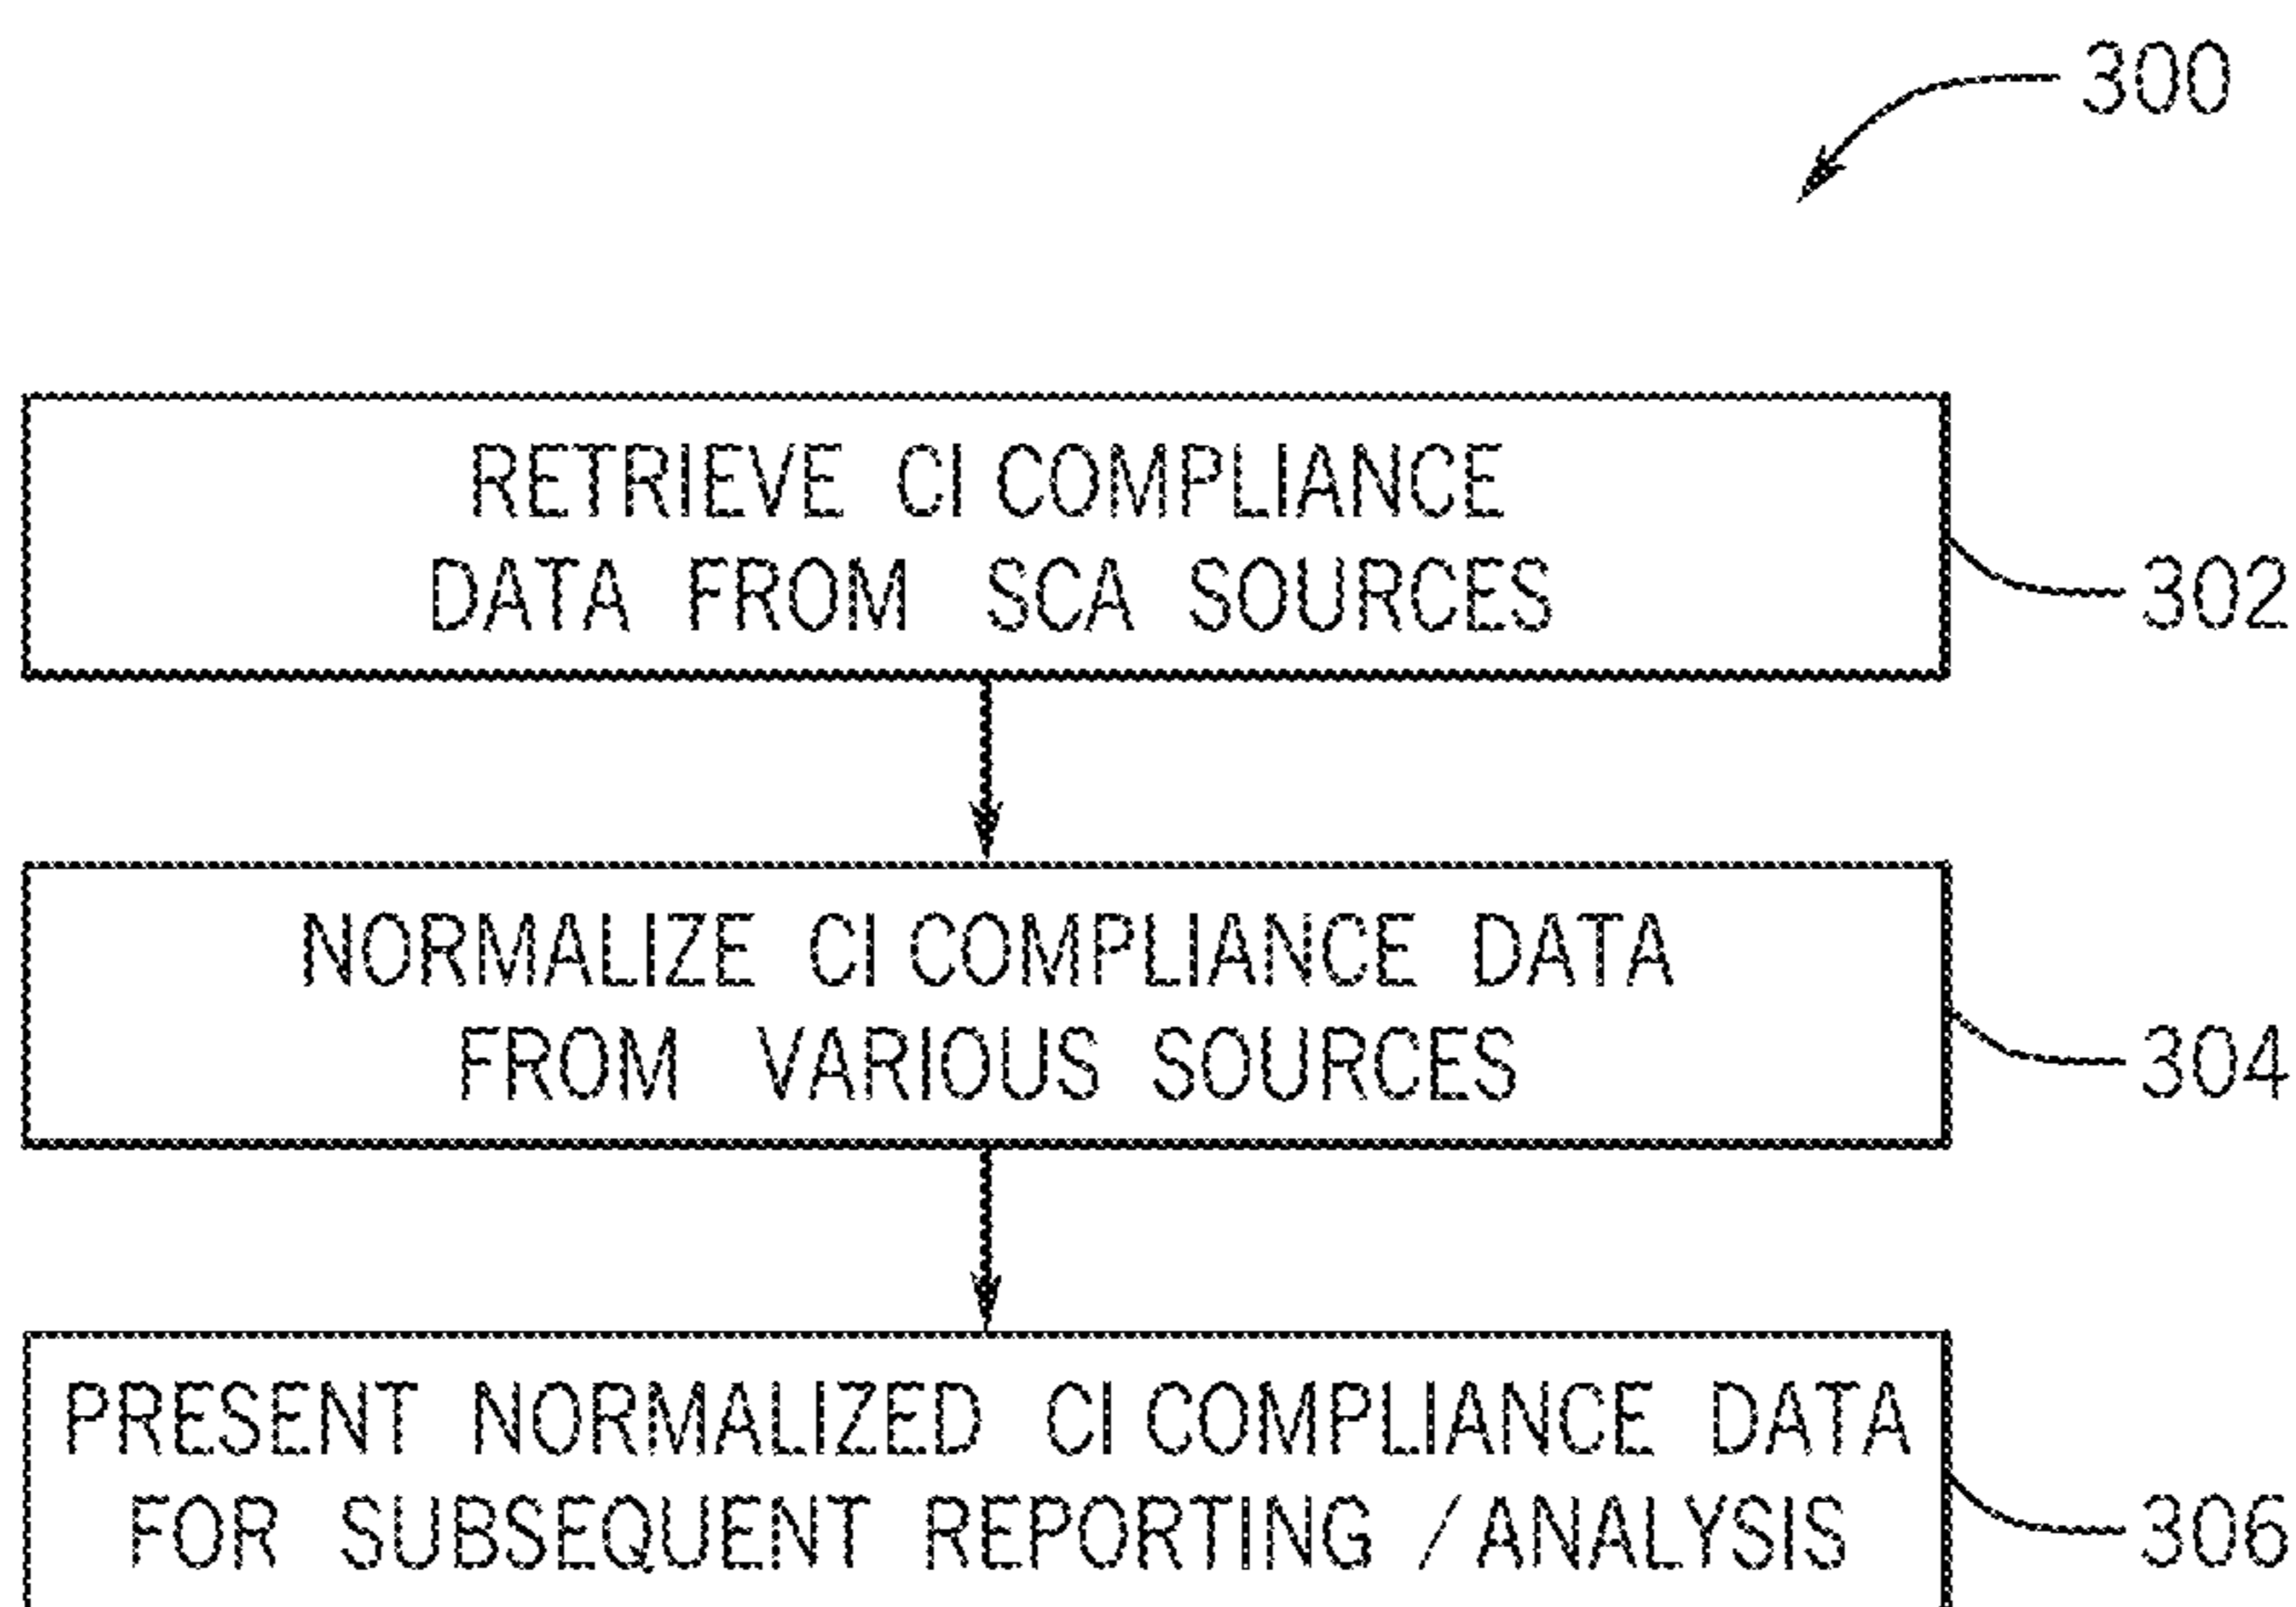 300
RETRIEVE CI COMPLIANCE
DATA FROM SCA SOURCES
302
NORMALIZE CI COMPLIANCE DATA
FROM VARIOUS SOURCES
304
PRESENT NORMALIZED CI COMPLIANCE DATA
FOR SUBSEQUENT REPORTING / ANALYSIS
306